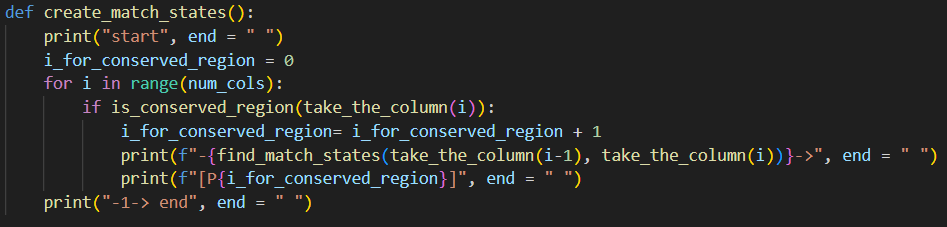 def create_match_states():
    print("start", end = " ")
    i_for_conserved_region = 0
    for i in range(num_cols):
        if is_conserved_region(take_the_column(i)):
            i_for_conserved_region= i_for_conserved_region + 1
            print(f"-{find_match_states(take_the_column(i-1), take_the_column(i))}->", end = " ")
            print(f"[P{i_for_conserved_region}]", end = " ")
    print("-1-> end", end = " ")